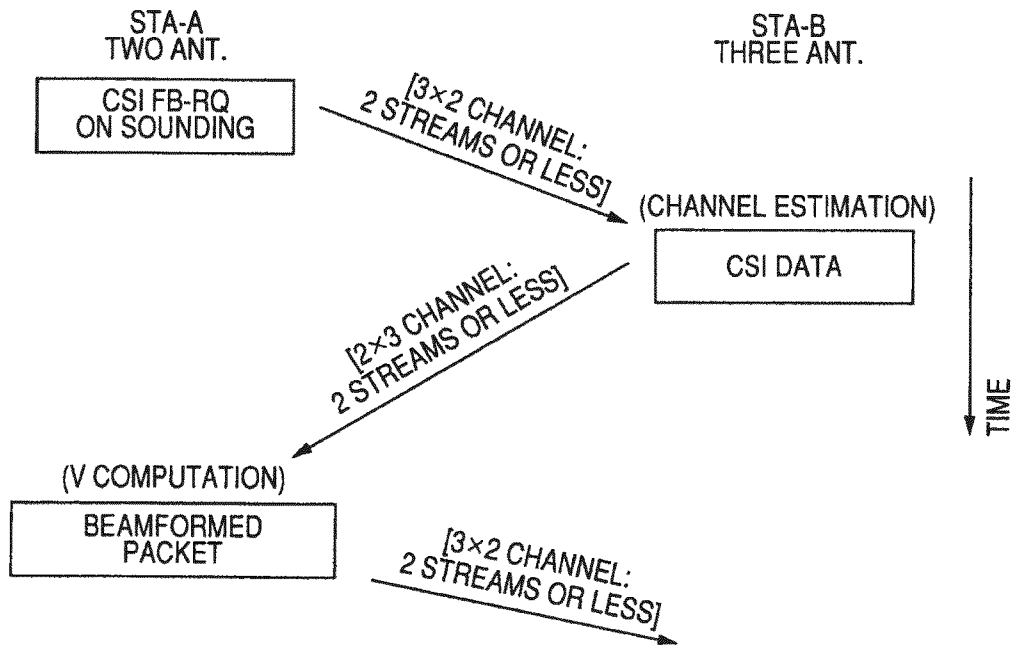 STA-A
TWO ANT.
STA-B
THREE ANT.
CSI FB-RQ
ON SOUNDING
[3×2 CHANNEL:
2 STREAMS OR LESS]
(CHANNEL ESTIMATION)
CSI DATA
[2×3 CHANNEL:
2 STREAMS OR LESS]
TIME
(V COMPUTATION)
BEAMFORMED
PACKET
[3×2 CHANNEL:
2 STREAMS OR LESS]